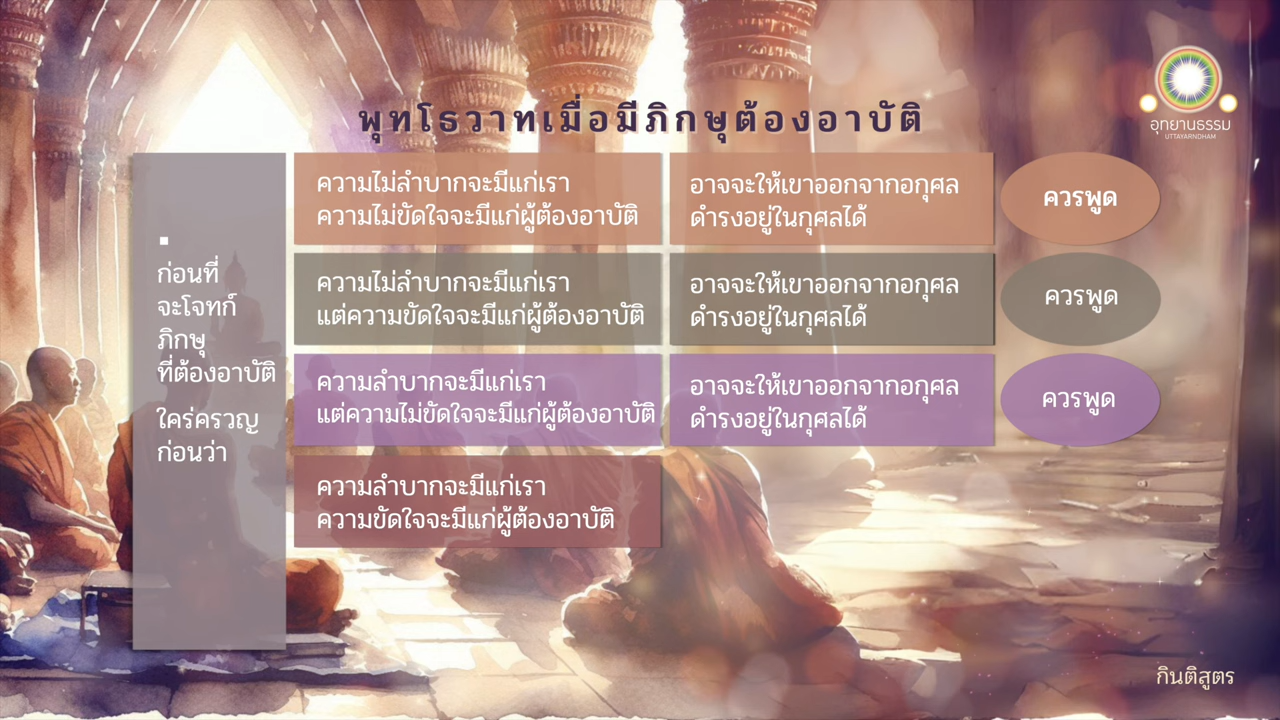 อุทยานธรรม
UTTAYARNDHAM
พุทโธวาทเมื่อมีภิกษุต้องอาบัติ
ก่อนที่
จะโจทก์
ภิกษุ
ที่ต้องอาบัติ
ใคร่ครวญ
ก่อนว่า
ความไม่ลำบากจะมีแก่เรา
ความไม่ขัดใจจะมีแก่ผู้ต้องอาบัติ
อาจจะให้เขาออกจากอกุศล
ดำรงอยู่ในกุศลได้
ควรพูด
ความไม่ลำบากจะมีแก่เรา
แต่ความขัดใจจะมีแก่ผู้ต้องอาบัติ
อาจจะให้เขาออกจากอกุศล
ดำรงอยู่ในกุศลได้
ควรพูด
ความลำบากจะมีแก่เรา
แต่ความไม่ขัดใจจะมีแก่ผู้ต้องอาบัติ
อาจจะให้เขาออกจากอกุศล
ดำรงอยู่ในกุศลได้
ควรพูด
ความลำบากจะมีแก่เรา
ความขัดใจจะมีแก่ผู้ต้องอาบัติ
กินติสูตร